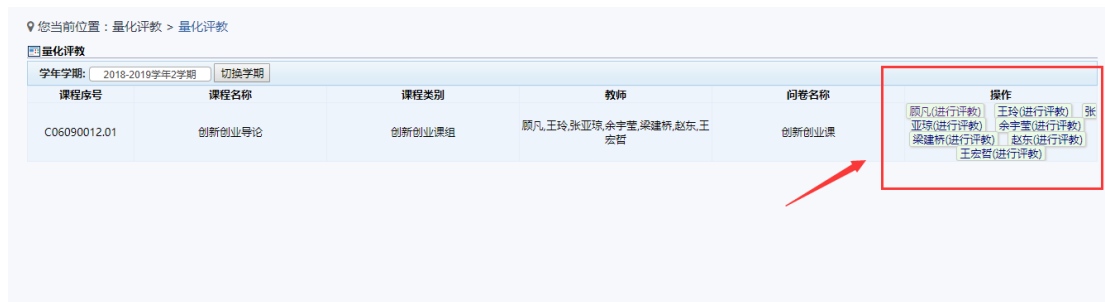 您当前位置：量化评教 > 量化评教
量化评教
学年学期: 2018-2019学年2学期 切换学期
课程序号 课程名称 课程类别 教师 问卷名称 操作
C06090012.01 创新创业导论 创新创业课组 顾凡,王玲,张亚琼,余宇莹,梁建桥,赵东,王
宏哲 创新创业课 顾凡(进行评教) 王玲(进行评教) 张
亚琼(进行评教) 余宇莹(进行评教)
梁建桥(进行评教) 赵东(进行评教)
王宏哲(进行评教)